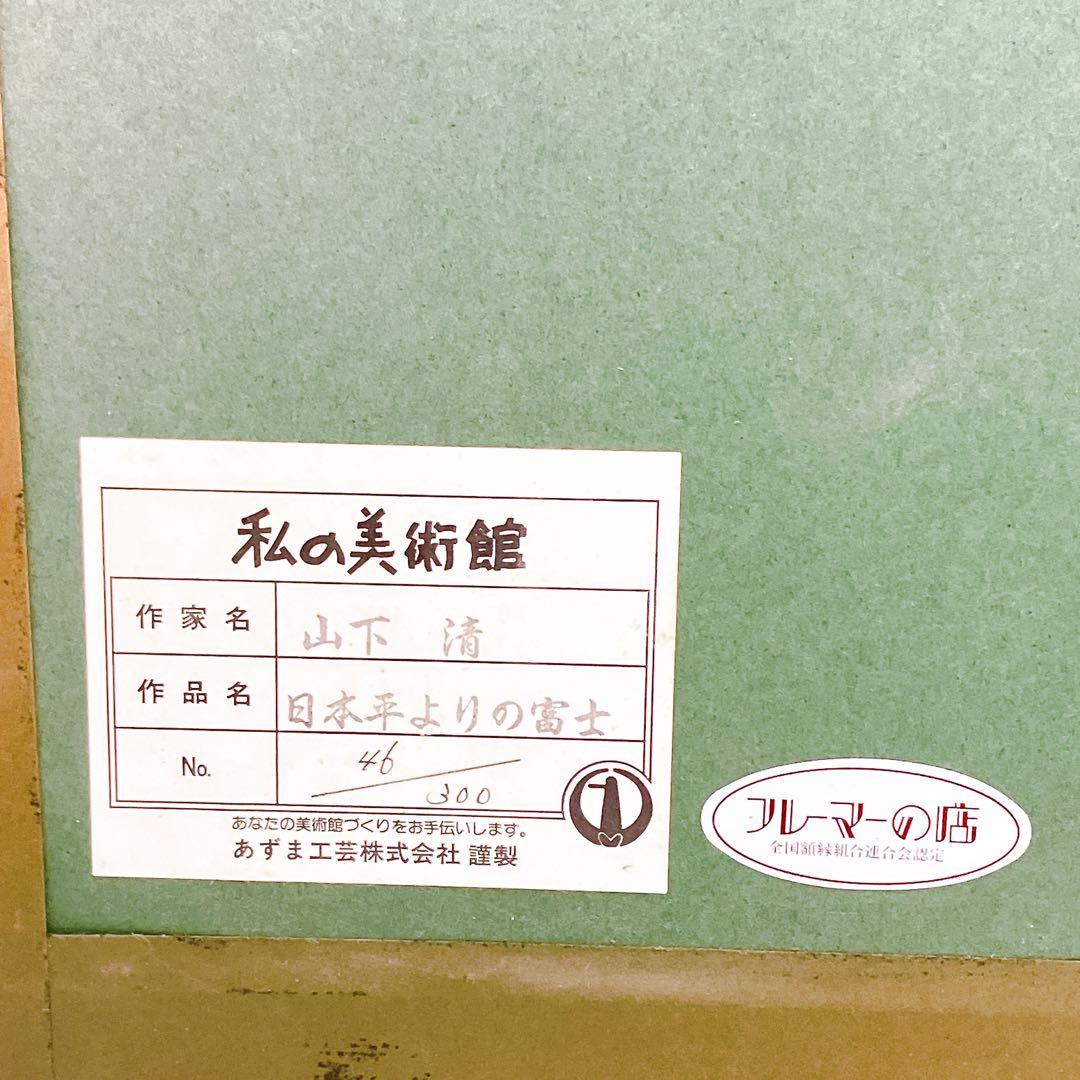 私の美術館
作家名 山下 清
作品名 日本平よりの富士
No. 46/300
あなたの美術館づくりをお手伝いします。
あずま工芸株式会社 謹製
フレーマーの店
全国額縁組合連合会認定